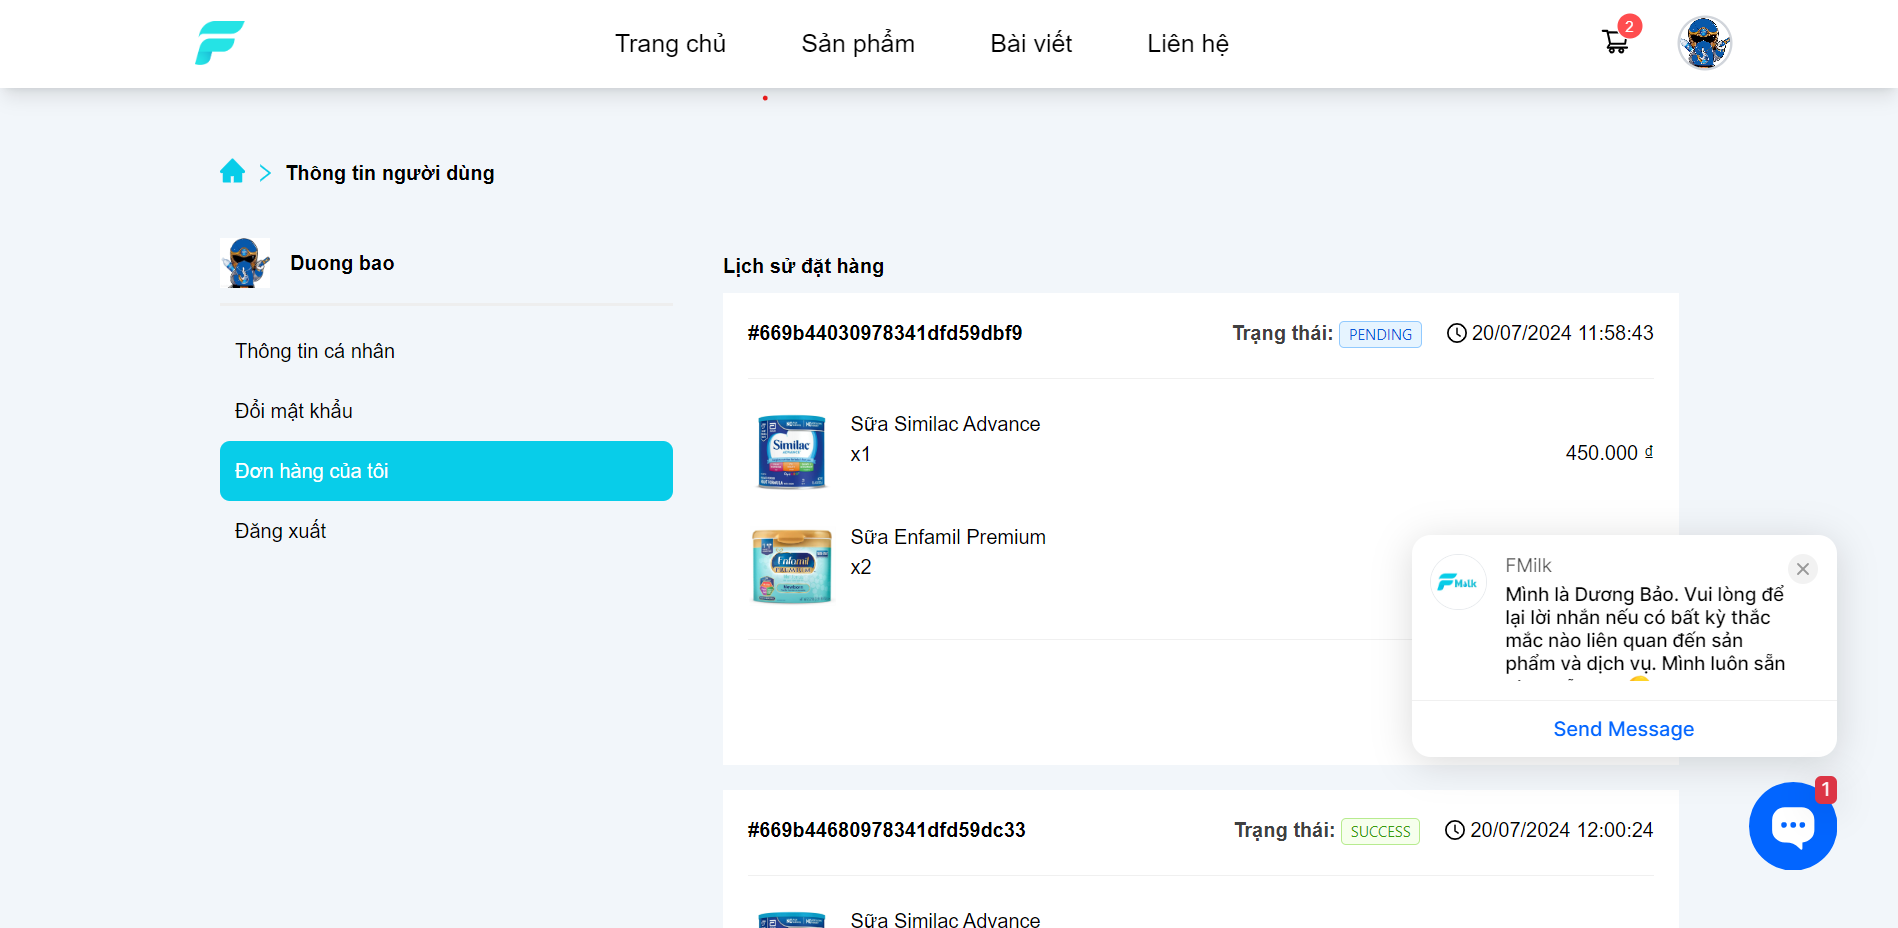 Trang chủ
Sản phẩm
Bài viết
Liên hệ
2
Thông tin người dùng
Duong bao
Thông tin cá nhân
Đổi mật khẩu
Đơn hàng của tôi
Đăng xuất
Lịch sử đặt hàng
#669b44030978341dfd59dbf9
Trạng thái: PENDING 20/07/2024 11:58:43
Similac
Sữa Similac Advance
x1
450.000 ₫
Enfamil
Sữa Enfamil Premium
x2
FMilk
Mình là Dương Bảo. Vui lòng để
lại lời nhắn nếu có bất kỳ thắc
mắc nào liên quan đến sản
phẩm và dịch vụ. Mình luôn sẵn
Send Message
1
#669b44680978341dfd59dc33
Trạng thái: SUCCESS 20/07/2024 12:00:24
Sữa Similac Advance